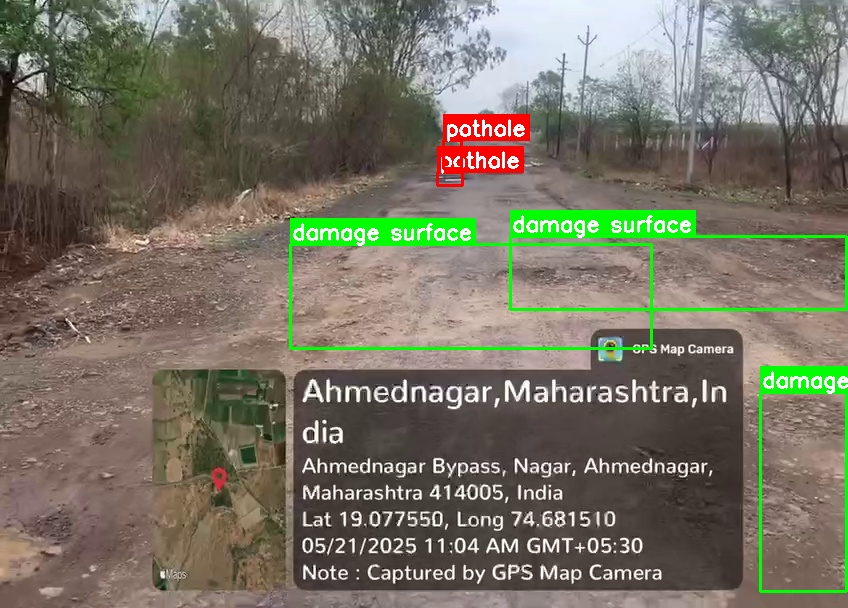 pothole
pothole
damage surface
damage surface
GPS Map Camera
damage
Ahmednagar,Maharashtra,In
dia
Ahmednagar Bypass, Nagar, Ahmednagar,
Maharashtra 414005, India
Lat 19.077550, Long 74.681510
05/21/2025 11:04 AM GMT+05:30
Note : Captured by GPS Map Camera
Maps